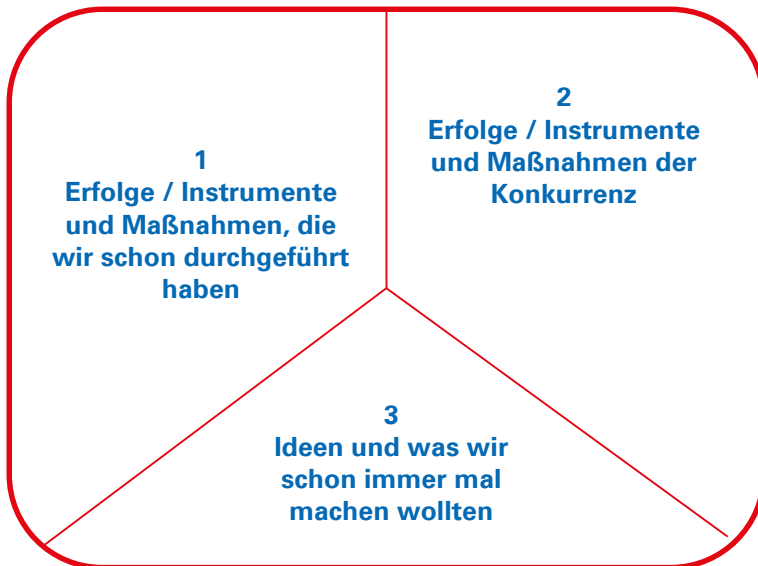 1
Erfolge / Instrumente
und Maßnahmen, die
wir schon durchgeführt
haben
2
Erfolge / Instrumente
und Maßnahmen der
Konkurrenz
3
Ideen und was wir
schon immer mal
machen wollten